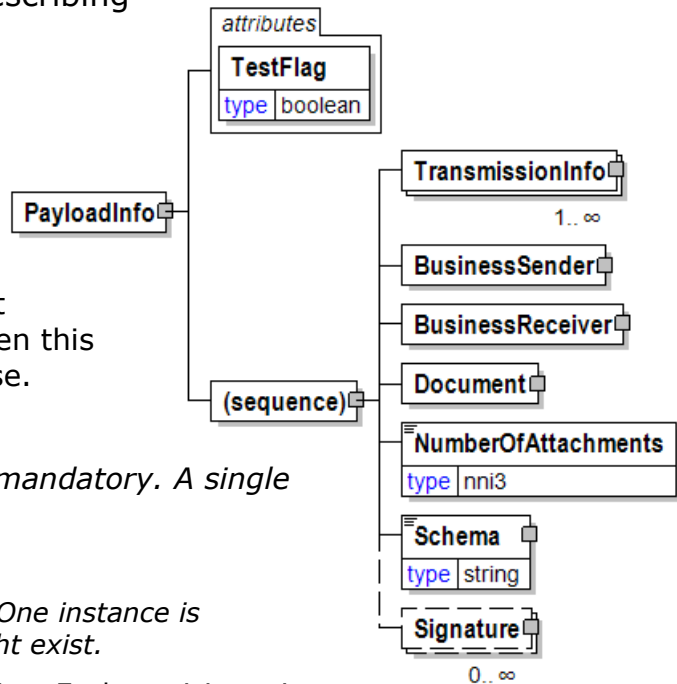 escribing
attributes
TestFlag
type boolean
TransmissionInfo
PayloadInfo
1.. ∞
BusinessSender
t
BusinessReceiver
en this
se.
Document
(sequence)
NumberOfAttachments
type nni3
mandatory. A single
Schema
type string
One instance is
Signature
ht exist.
0.. ∞